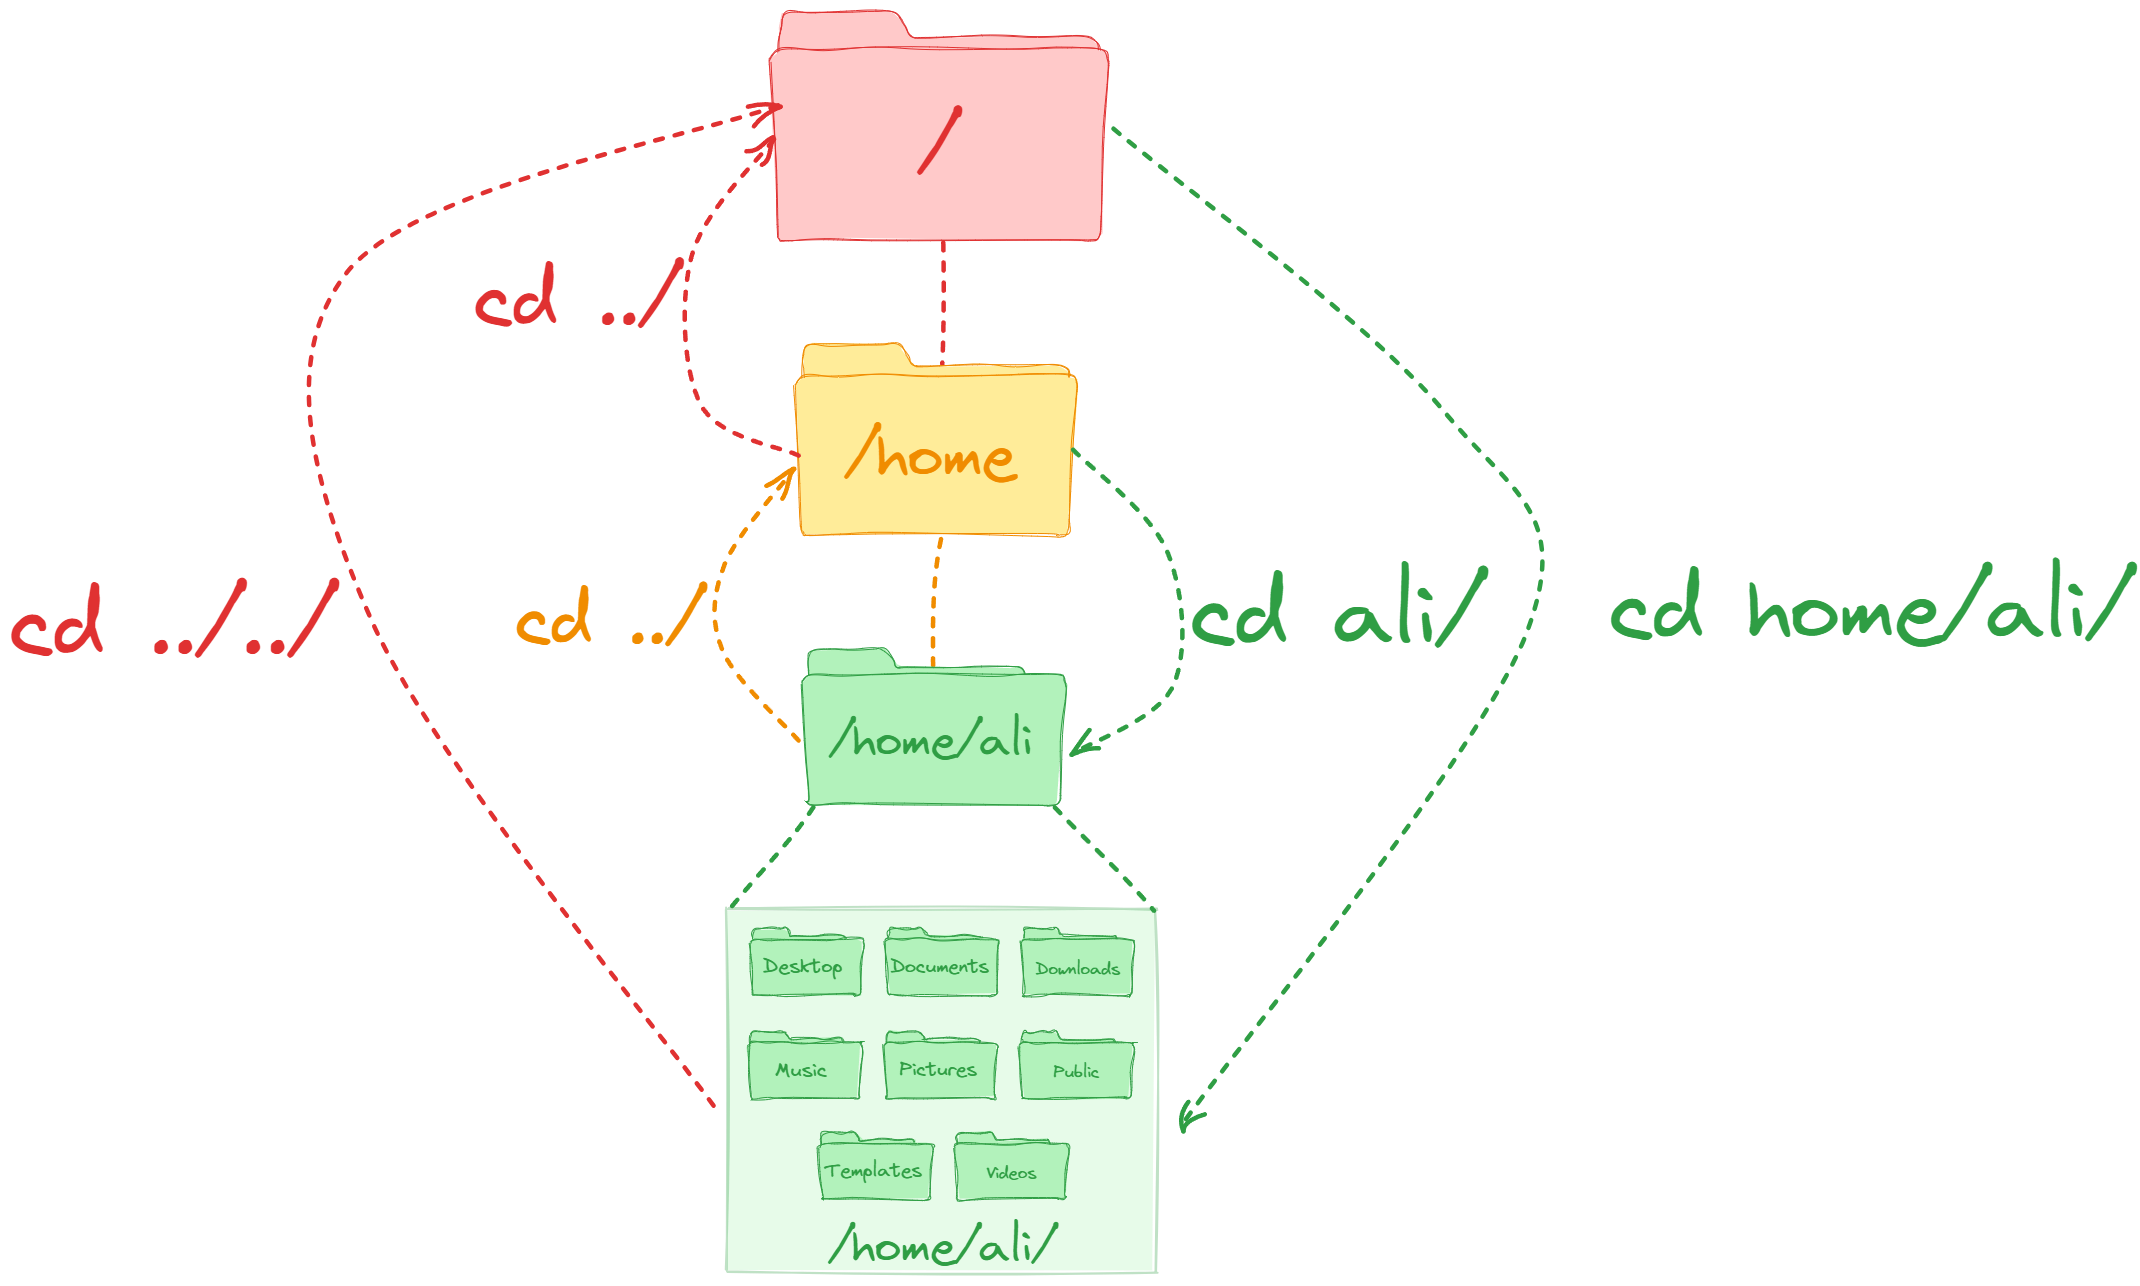 /
cd ../
/home
cd ../../
cd ../
cd ali/
cd home/ali/
/home/ali
Desktop
Documents
Downloads
Music
Pictures
Public
Templates
Videos
/home/ali/